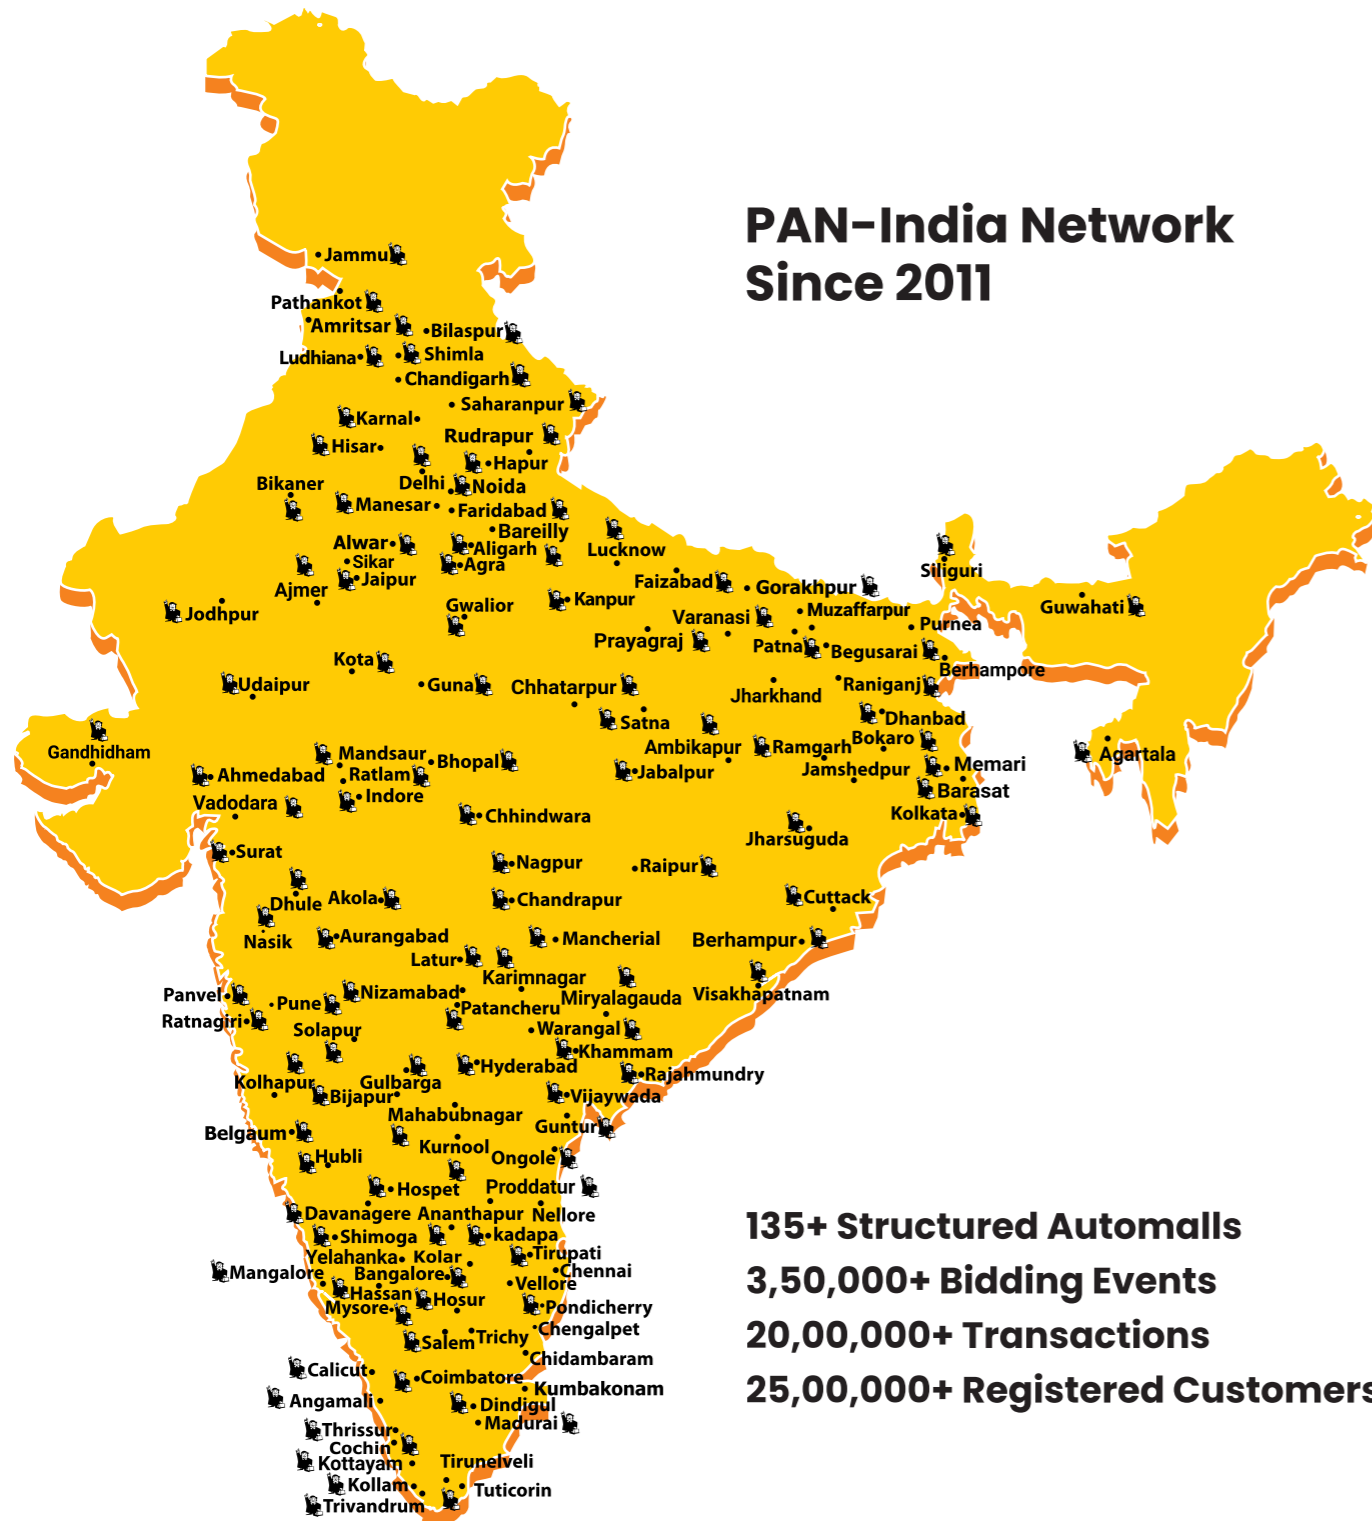 PAN-India Network
Since 2011
Jammu
Pathankot
Amritsar
Bilaspur
Ludhiana
Shimla
Chandigarh
Saharanpur
Karnal
Rudrapur
Hisar
Hapur
Bikaner
Delhi
Noida
Manesar
Faridabad
Bareilly
Alwar
Aligarh
Lucknow
Sikar
Agra
Siliguri
Jaipur
Faizabad
Gorakhpur
Ajmer
Kanpur
Gwalior
Guwahati
Jodhpur
Varanasi
Muzaffarpur
Purnea
Prayagraj
Patna
Begusarai
Kota
Berhampore
Udaipur
Guna
Chhatarpur
Raniganj
Jharkhand
Satna
Dhanbad
Bokaro
Gandhidham
Mandsaur
Ambikapur
Ramgarh
Agartala
Bhopal
Memari
Ahmedabad
Ratlam
Jabalpur
Jamshedpur
Vadodara
Indore
Barasat
Chhindwara
Kolkata
Jharsuguda
Surat
Nagpur
Raipur
Dhule
Akola
Chandrapur
Cuttack
Nasik
Aurangabad
Mancherial
Berhampur
Latur
Karimnagar
Panvel
Pune
Nizamabad
Miryalagauda
Visakhapatnam
Patancheru
Ratnagiri
Solapur
Warangal
Khammam
Hyderabad
Rajahmundry
Kolhapur
Gulbarga
Bijapur
Vijaywada
Mahabubnagar
Guntur
Belgaum
Kurnool
Hubli
Ongole
Hospet
Proddatur
Davanagere
Ananthapur
Nellore
Shimoga
kadapa
Yelahanka
Kolar
Tirupati
Mangalore
Bangalore
Chennai
Vellore
Hassan
Hosur
Mysore
Pondicherry
Salem
Trichy
Chengalpet
Chidambaram
Calicut
Coimbatore
Kumbakonam
Angamali
Dindigul
Madurai
Thrissur
Cochin
Kottayam
Tirunelveli
Kollam
Tuticorin
Trivandrum
135+ Structured Automalls
3,50,000+ Bidding Events
20,00,000+ Transactions
25,00,000+ Registered Customers